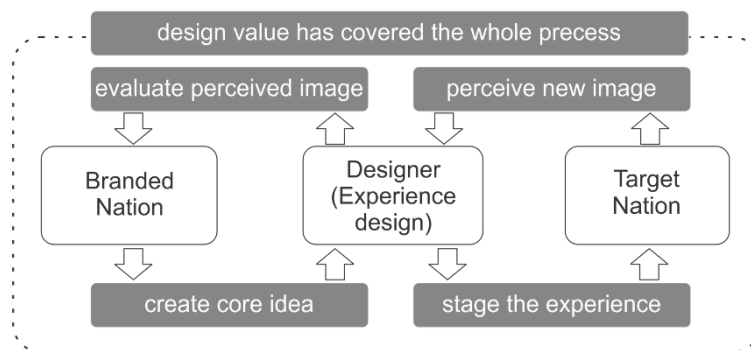 design value has covered the whole precess
evaluate perceived image
perceive new image
Branded
Nation
Designer
(Experience
design)
Target
Nation
create core idea
stage the experience